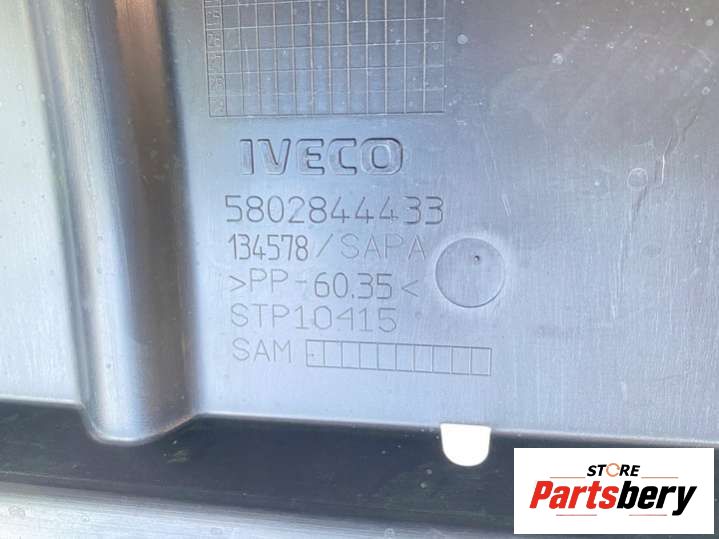 IVECO
5802844433
134578/SAPA
>PP-60.35<
STP10415
SAM
STORE
Partsbery